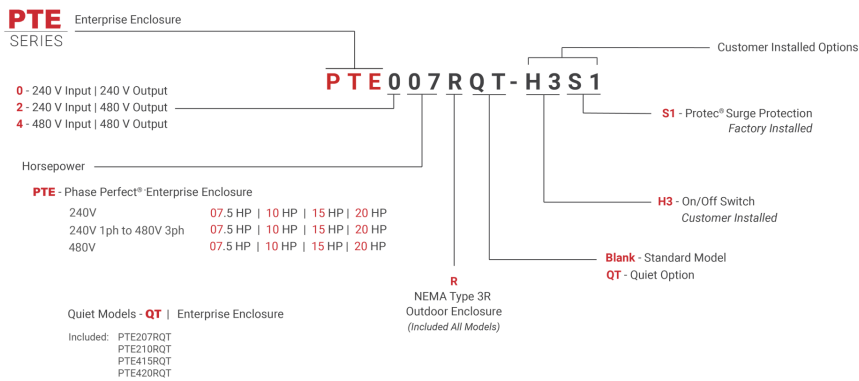 PTE
SERIES
Enterprise Enclosure
Customer Installed Options
PTE007RQT-H3S1
0 - 240 V Input | 240 V Output
2 - 240 V Input | 480 V Output
4 - 480 V Input | 480 V Output
S1 - Protec® Surge Protection
Factory Installed
Horsepower
PTE - Phase Perfect® Enterprise Enclosure
240V 07.5 HP | 10 HP | 15 HP | 20 HP
240V 1ph to 480V 3ph 07.5 HP | 10 HP | 15 HP | 20 HP
480V 07.5 HP | 10 HP | 15 HP | 20 HP
H3 - On/Off Switch
Customer Installed
Blank - Standard Model
QT - Quiet Option
R
NEMA Type 3R
Outdoor Enclosure
(Included All Models)
Quiet Models - QT | Enterprise Enclosure
Included: PTE207RQT
PTE210RQT
PTE415RQT
PTE420RQT